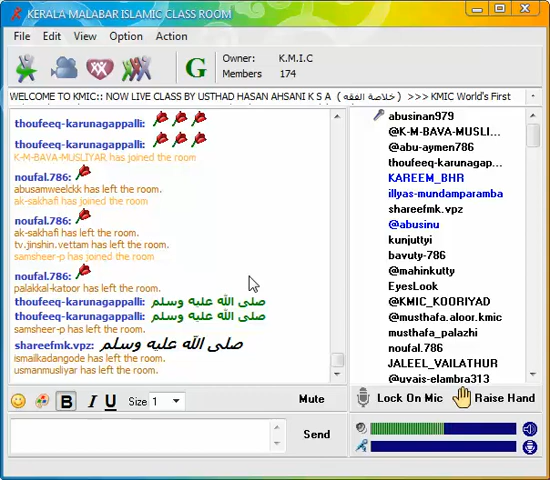 KERALA MALABAR ISLAMIC CLASS ROOM
File Edit View Option Action
G Owner: K.M.I.C
Members 174
WELCOME TO KMIC:: NOW LIVE CLASS BY USTHAD HASAN AHSANI K S A ( خلاصة الفقه ) >>> KMIC World's First
thoufeeq-karunagappalli:
thoufeeq-karunagappalli:
K-M-BAVA-MUSLIYAR has joined the room
noufal.786:
abusamweelckk has left the room.
ak-sakhafi has joined the room
noufal.786:
ak-sakhafi has left the room.
tv.jinshin.vettam has left the room.
samsheer-p has joined the room
noufal.786:
palakkal-katoor has left the room.
thoufeeq-karunagappalli: صلى الله عليه وسلم
thoufeeq-karunagappalli: صلى الله عليه وسلم
samsheer-p has left the room.
shareefmk.vpz: صلى الله عليه وسلم
ismailkadangode has left the room.
usmanmusliyar has left the room.
abusinan979
@K-M-BAVA-MUSLI...
@abu-aymen786
thoufeeq-karunagap...
KAREEM_BHR
illyas-mundamparamba
shareefmk.vpz
@abusinu
kunjuttyi
bavuty-786
@mahinkutty
EyesLook
@KMIC_KOORIYAD
@musthafa.aloor.kmic
musthafa_palazhi
noufal.786
JALEEL_VAILATHUR
@uvais-elambra313
B I U Size 1 Mute
Lock On Mic Raise Hand
Send